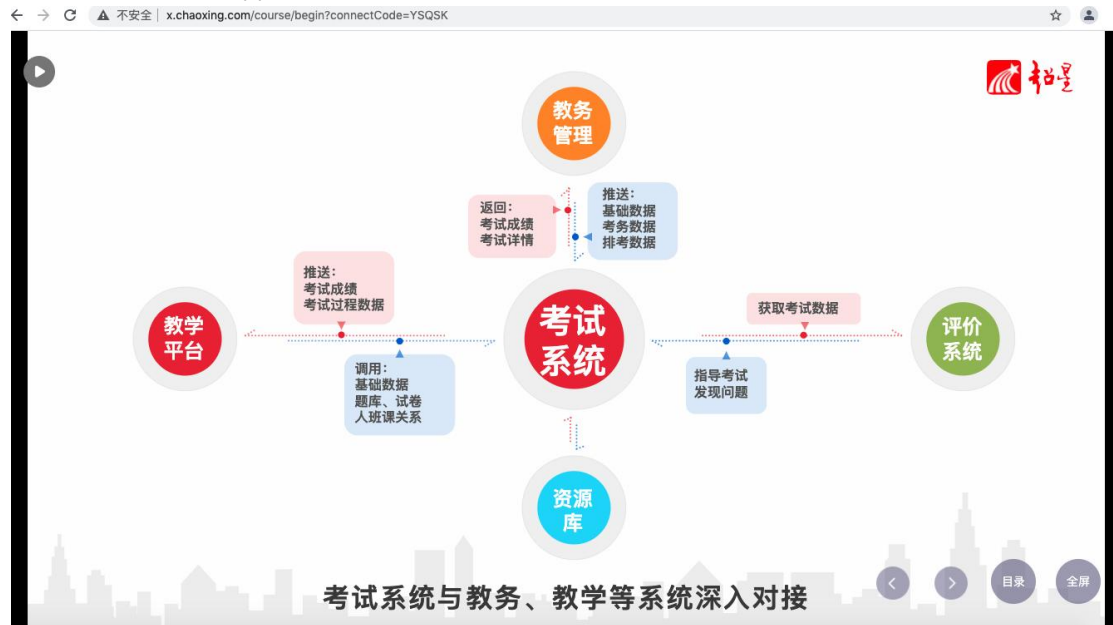 不安全 | x.chaoxing.com/course/begin?connectCode=YSQSK
超星
教务
管理
返回：
考试成绩
考试详情
推送：
基础数据
考务数据
排考数据
推送：
考试成绩
考试过程数据
教学
平台
调用：
基础数据
题库、试卷
人班课关系
考试
系统
获取考试数据
指导考试
发现问题
评价
系统
资源
库
目录
全屏
考试系统与教务、教学等系统深入对接